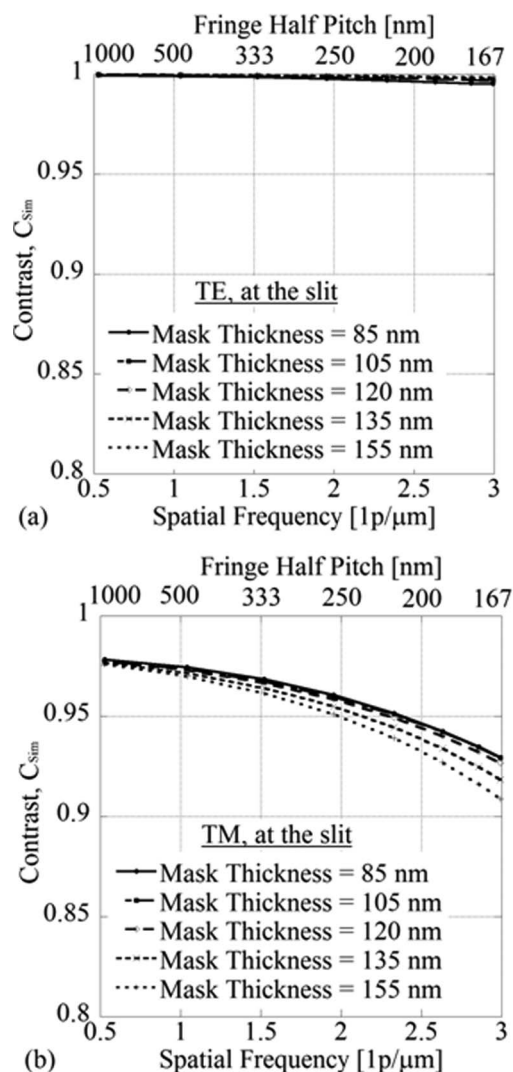 Fringe Half Pitch [nm]
1000 500 333 250 200 167
1
0.95
0.9
0.85
0.8
Contrast, CSim
TE, at the slit
Mask Thickness = 85 nm
Mask Thickness = 105 nm
Mask Thickness = 120 nm
Mask Thickness = 135 nm
Mask Thickness = 155 nm
0.5 1 1.5 2 2.5 3
(a) Spatial Frequency [1p/μm]
Fringe Half Pitch [nm]
1000 500 333 250 200 167
1
0.95
0.9
0.85
0.8
Contrast, CSim
TM, at the slit
Mask Thickness = 85 nm
Mask Thickness = 105 nm
Mask Thickness = 120 nm
Mask Thickness = 135 nm
Mask Thickness = 155 nm
0.5 1 1.5 2 2.5 3
(b) Spatial Frequency [1p/μm]